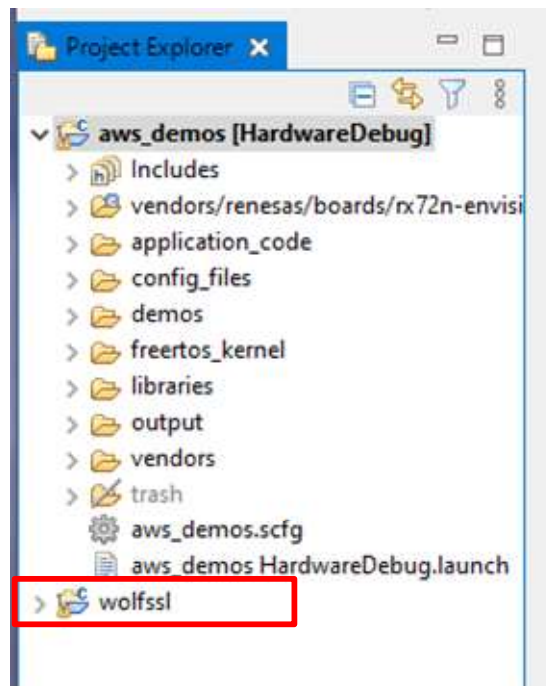 Project Explorer
aws_demos [HardwareDebug]
Includes
vendors/renesas/boards/rx72n-envisi
application_code
config_files
demos
freertos_kernel
libraries
output
vendors
trash
aws_demos.scfg
aws_demos HardwareDebug.launch
wolfssl